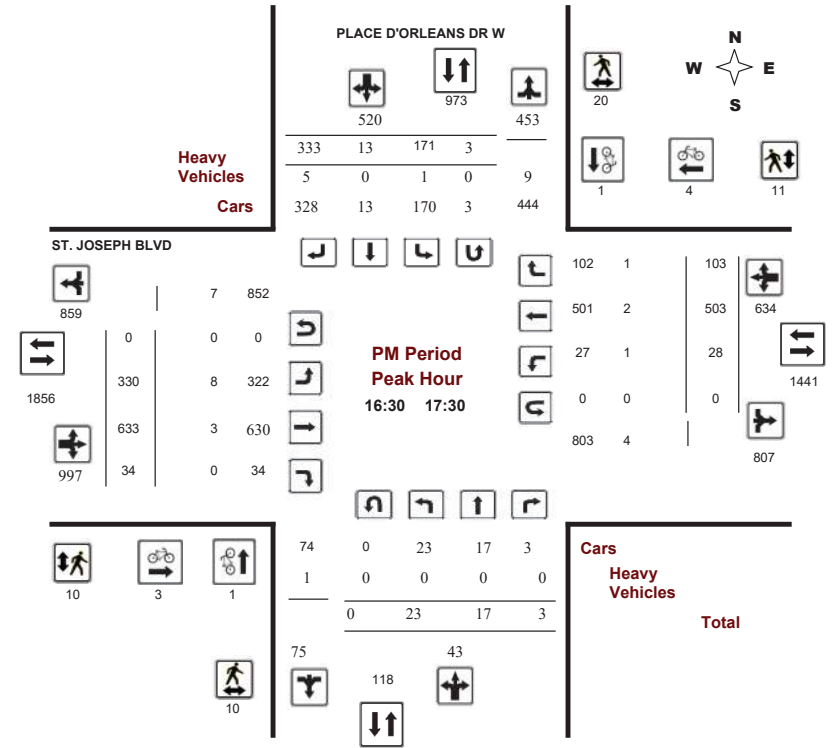 PLACE D'ORLEANS DR W
N
W E
S
973
20
520 453
333 13 171 3
Heavy
Vehicles
5 0 1 0 9
Cars
328 13 170 3 444
1 4 11
ST. JOSEPH BLVD
859
7 852
102 1 103
501 2 503 634
0 0 0
PM Period
Peak Hour
16:30 17:30
27 1 28
1441
1856
330 8 322
0 0 0
633 3 630
803 4
807
997
34 0 34
74 0 23 17 3
Cars
1 0 0 0 0
Heavy
Vehicles
10 3 1
0 23 17 3
Total
75 43
118
10